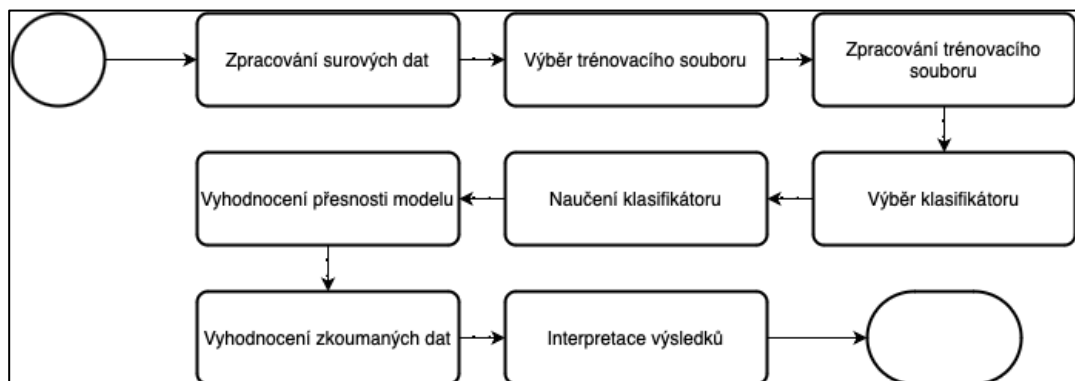 Zpracování surových dat
Výběr trénovacího souboru
Zpracování trénovacího
souboru
Vyhodnocení přesnosti modelu
Naučení klasifikátoru
Výběr klasifikátoru
Vyhodnocení zkoumaných dat
Interpretace výsledků